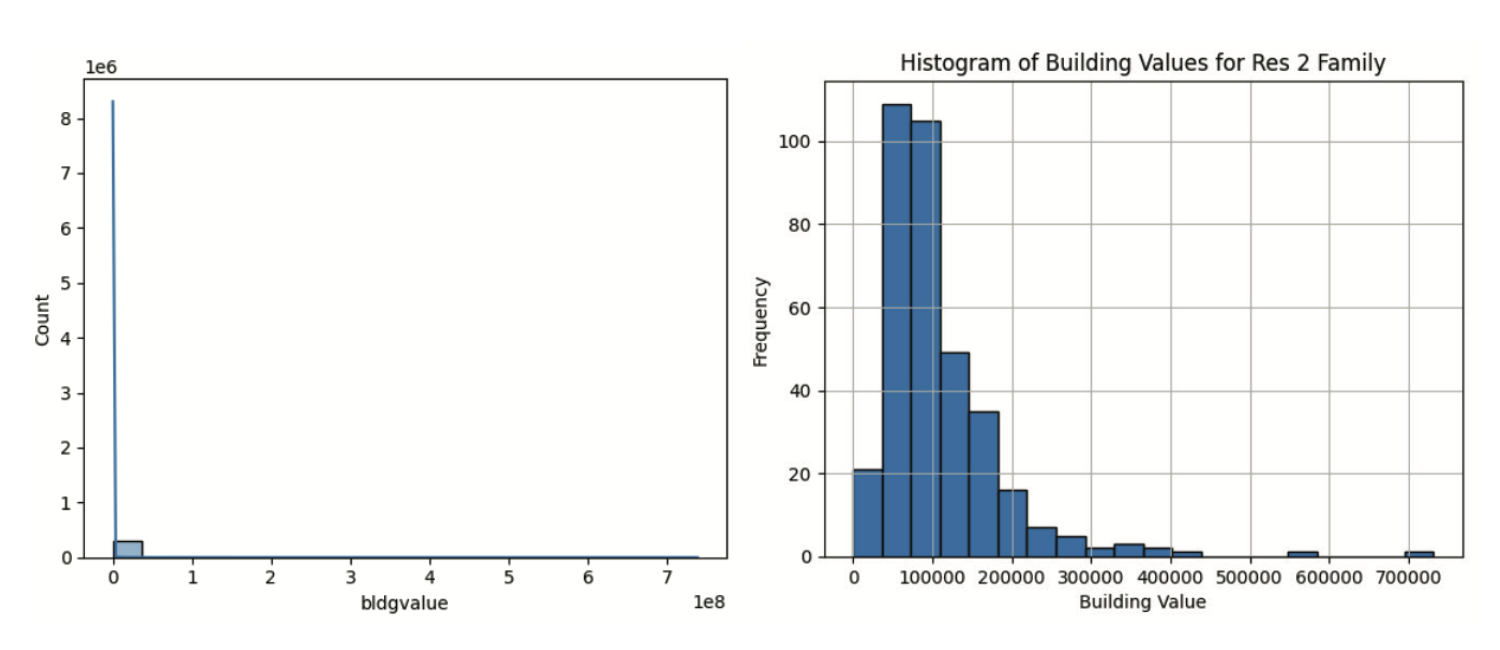 1e6
8
7
6
5
4
3
2
1
0
Count
0 1 2 3 4 5 6 7
bldgvalue 1e8
Histogram of Building Values for Res 2 Family
100
80
60
40
20
0
Frequency
0 100000 200000 300000 400000 500000 600000 700000
Building Value